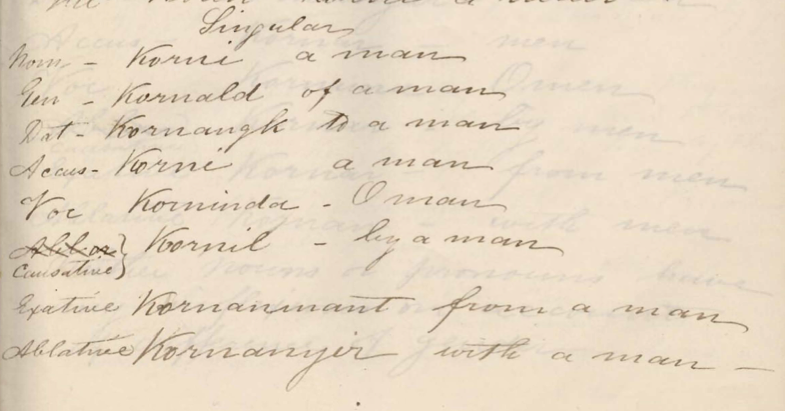 Singular
Nom - Korni a man
Gen - Kornald of a man
Dat - Kornangk to a man
Accus - Korni a man
Voc Korninda - O man
Abl. or } Kornil - by a man
Causative
Exative Kornanmant from a man
Ablative Kornanyir with a man -